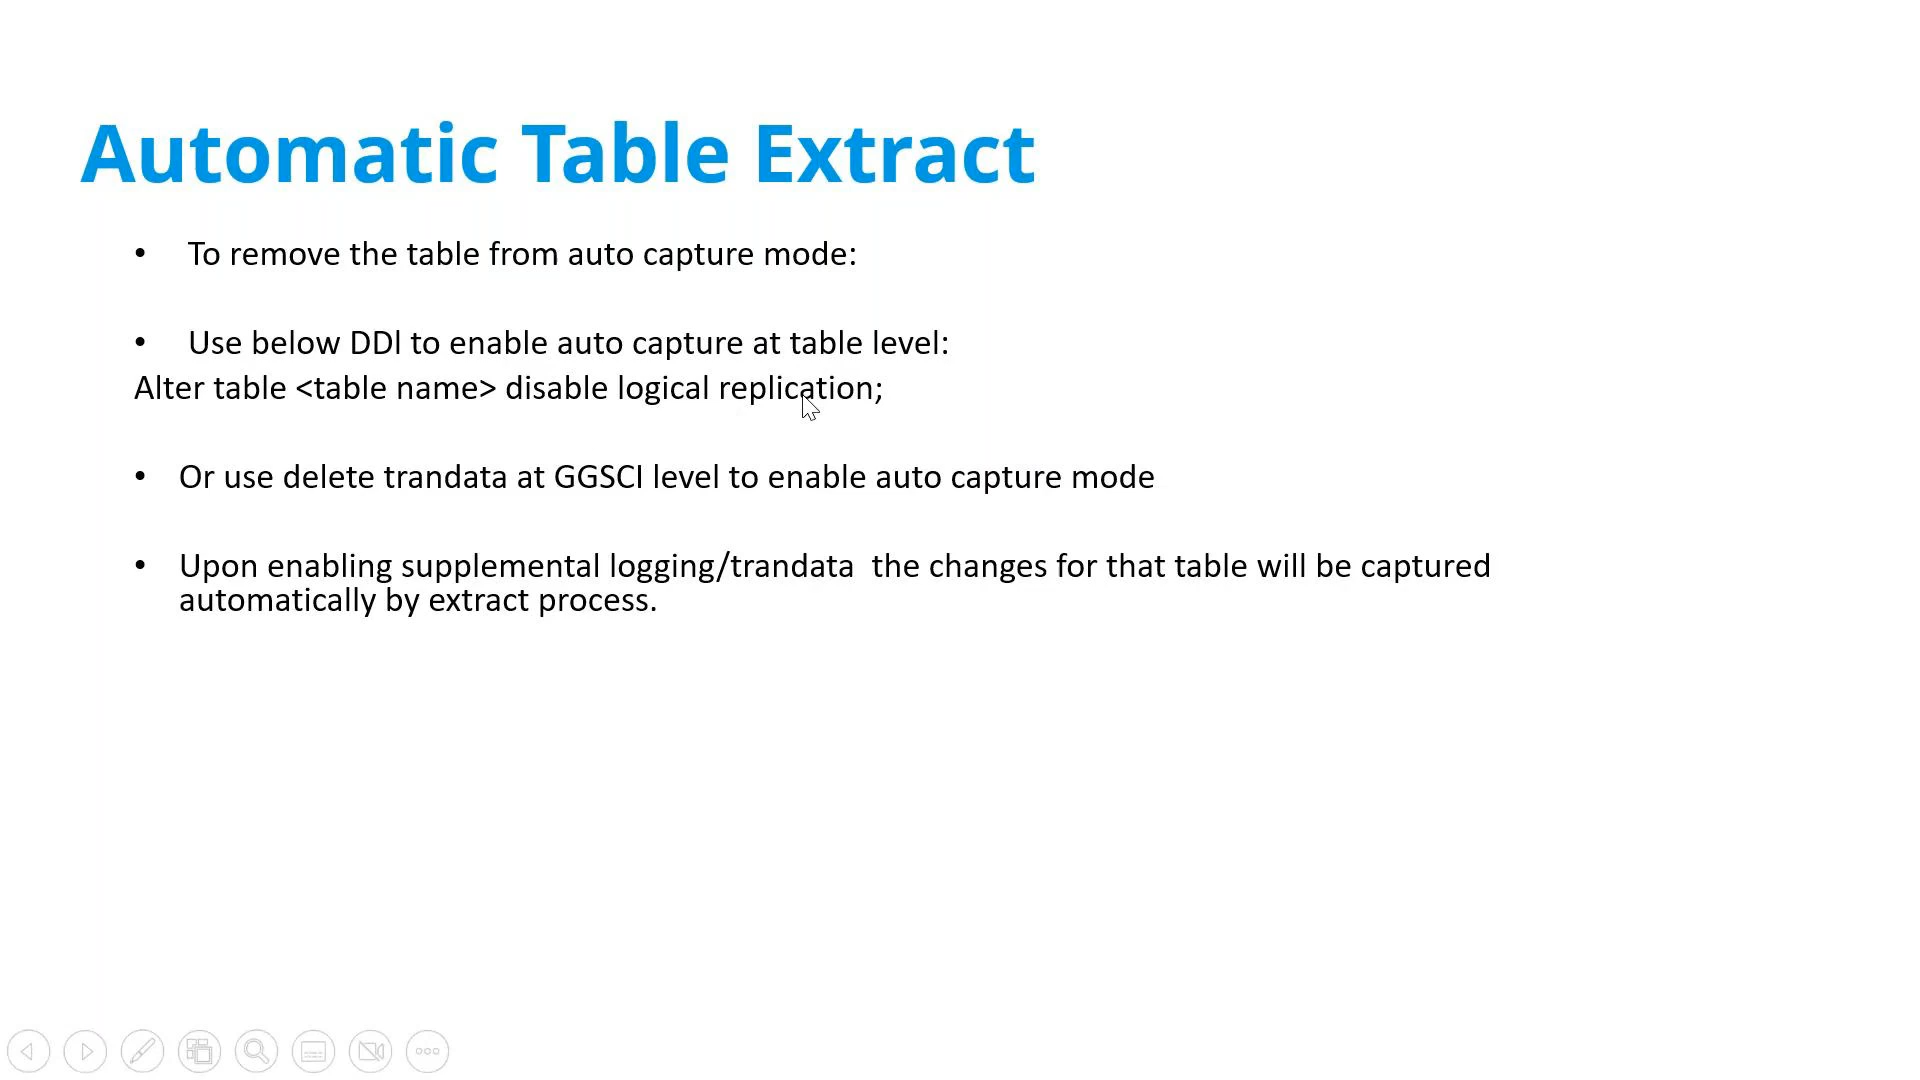 Automatic Table Extract
• To remove the table from auto capture mode:
• Use below DDl to enable auto capture at table level:
Alter table <table name> disable logical replication;
• Or use delete trandata at GGSCI level to enable auto capture mode
• Upon enabling supplemental logging/trandata  the changes for that table will be captured
automatically by extract process.